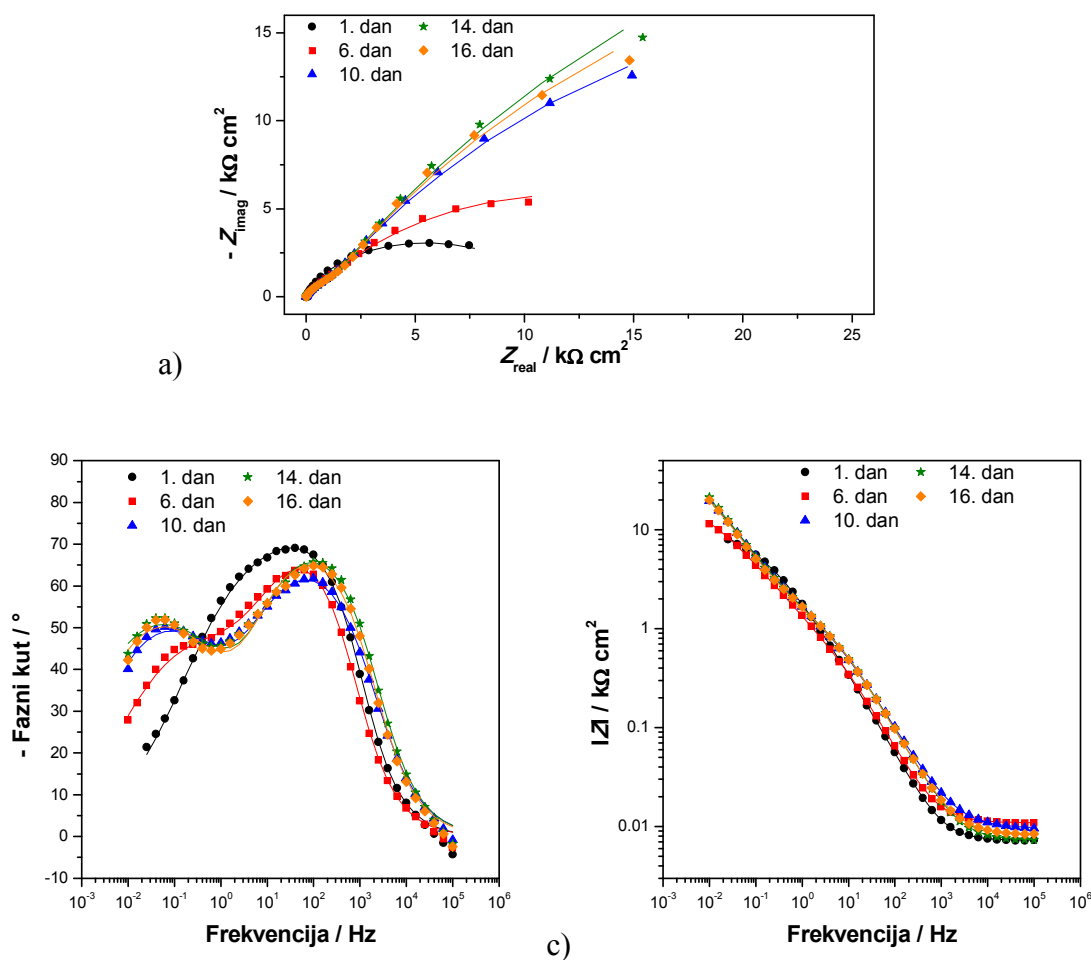 15
10
5
0
- Zimag / kΩ cm²
1. dan
6. dan
10. dan
14. dan
16. dan
0
5
10
15
20
25
Zreal / kΩ cm²
a)
90
80
70
60
50
40
30
20
10
0
-10
- Fazni kut / °
1. dan
6. dan
10. dan
14. dan
16. dan
10⁻³
10⁻²
10⁻¹
10⁰
10¹
10²
10³
10⁴
10⁵
10⁶
Frekvencija / Hz
10
1
0.1
0.01
|Z| / kΩ cm²
1. dan
6. dan
10. dan
14. dan
16. dan
10⁻³
10⁻²
10⁻¹
10⁰
10¹
10²
10³
10⁴
10⁵
10⁶
Frekvencija / Hz
c)